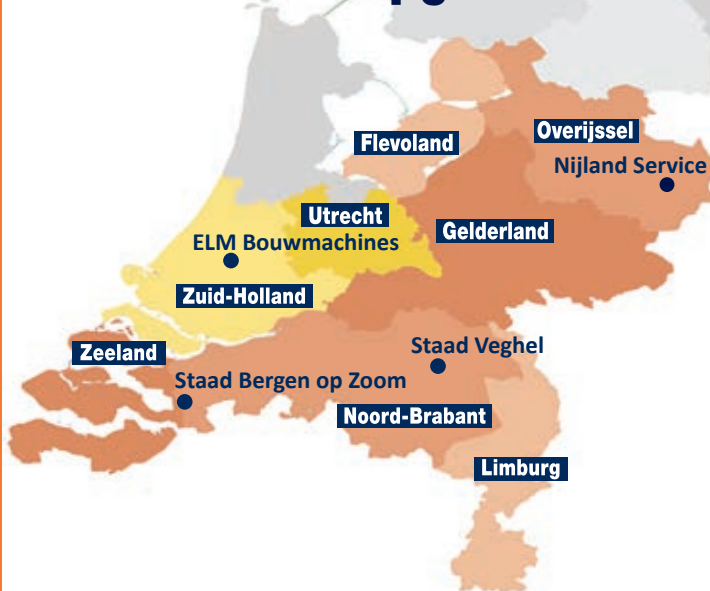 Flevoland
Overijssel
Nijland Service
Utrecht
Gelderland
ELM Bouwmachines
Zuid-Holland
Zeeland
Staad Veghel
Staad Bergen op Zoom
Noord-Brabant
Limburg